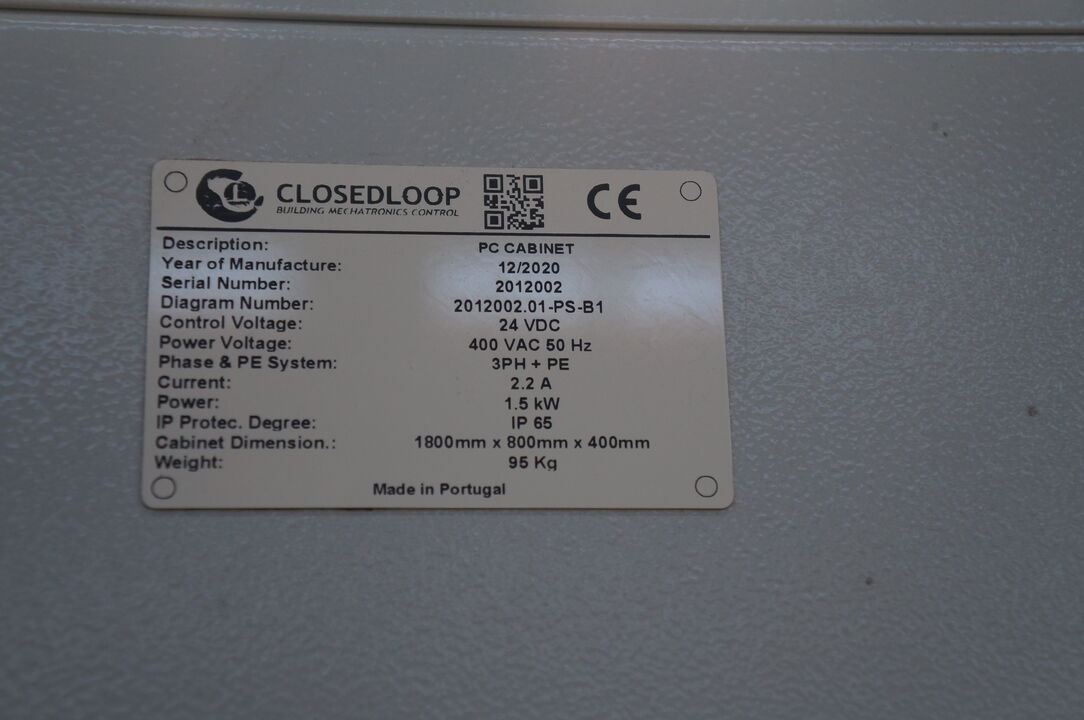 CLOSEDLOOP
BUILDING MECHATRONICS CONTROL
CE
Description: PC CABINET
Year of Manufacture: 12/2020
Serial Number: 2012002
Diagram Number: 2012002.01-PS-B1
Control Voltage: 24 VDC
Power Voltage: 400 VAC 50 Hz
Phase & PE System: 3PH + PE
Current: 2.2 A
Power: 1.5 kW
IP Protec. Degree: IP 65
Cabinet Dimension.: 1800mm x 800mm x 400mm
Weight: 95 Kg
Made in Portugal